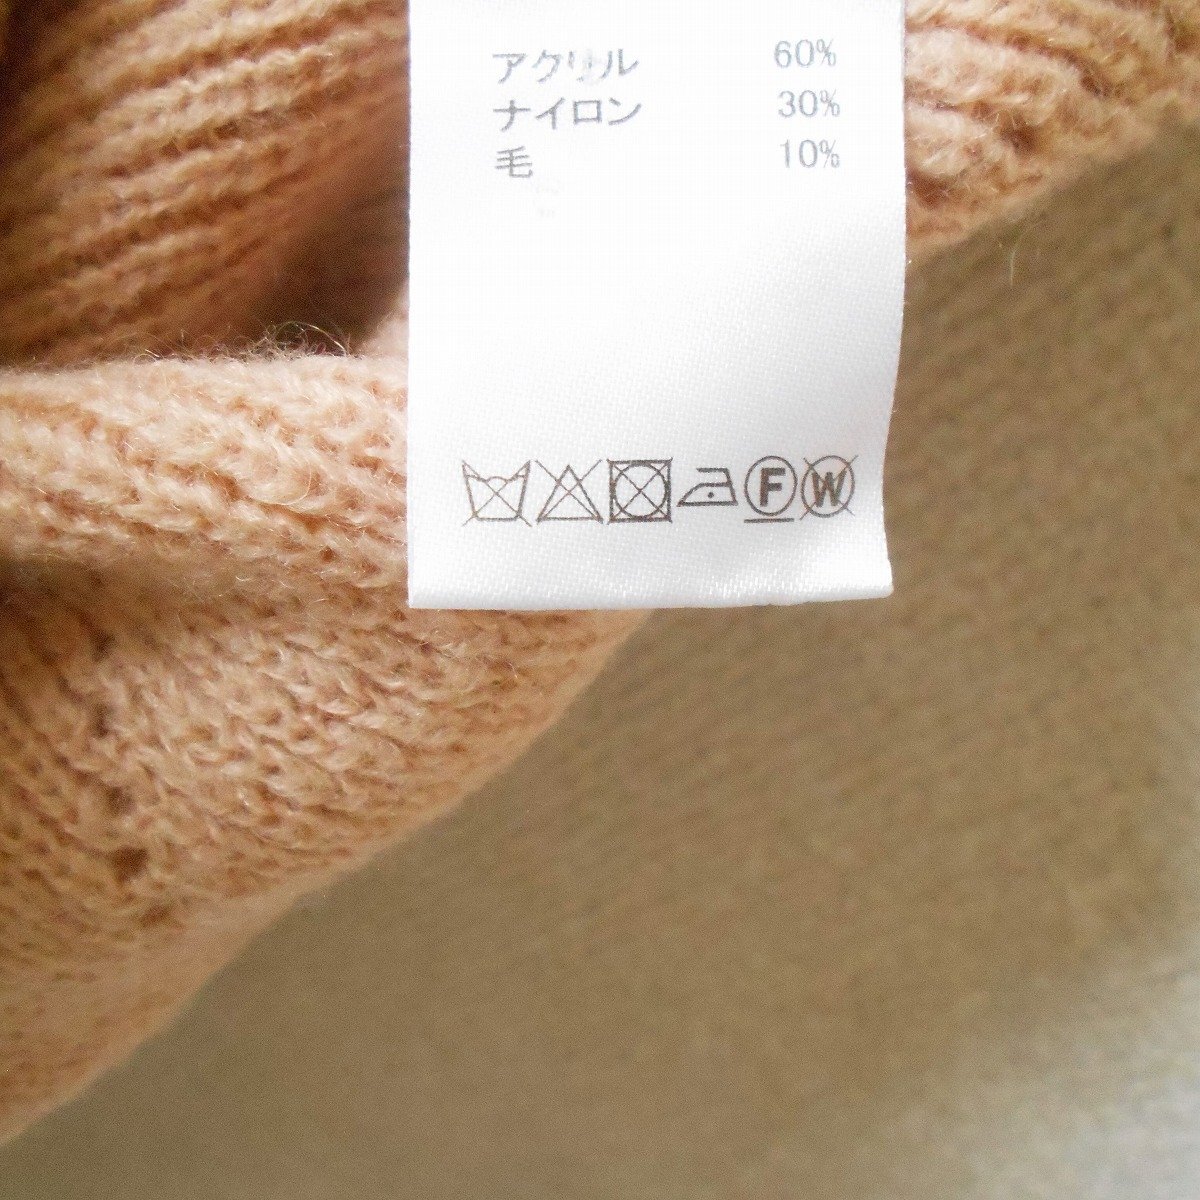 アクリル 60%
ナイロン 30%
毛 10%
F W